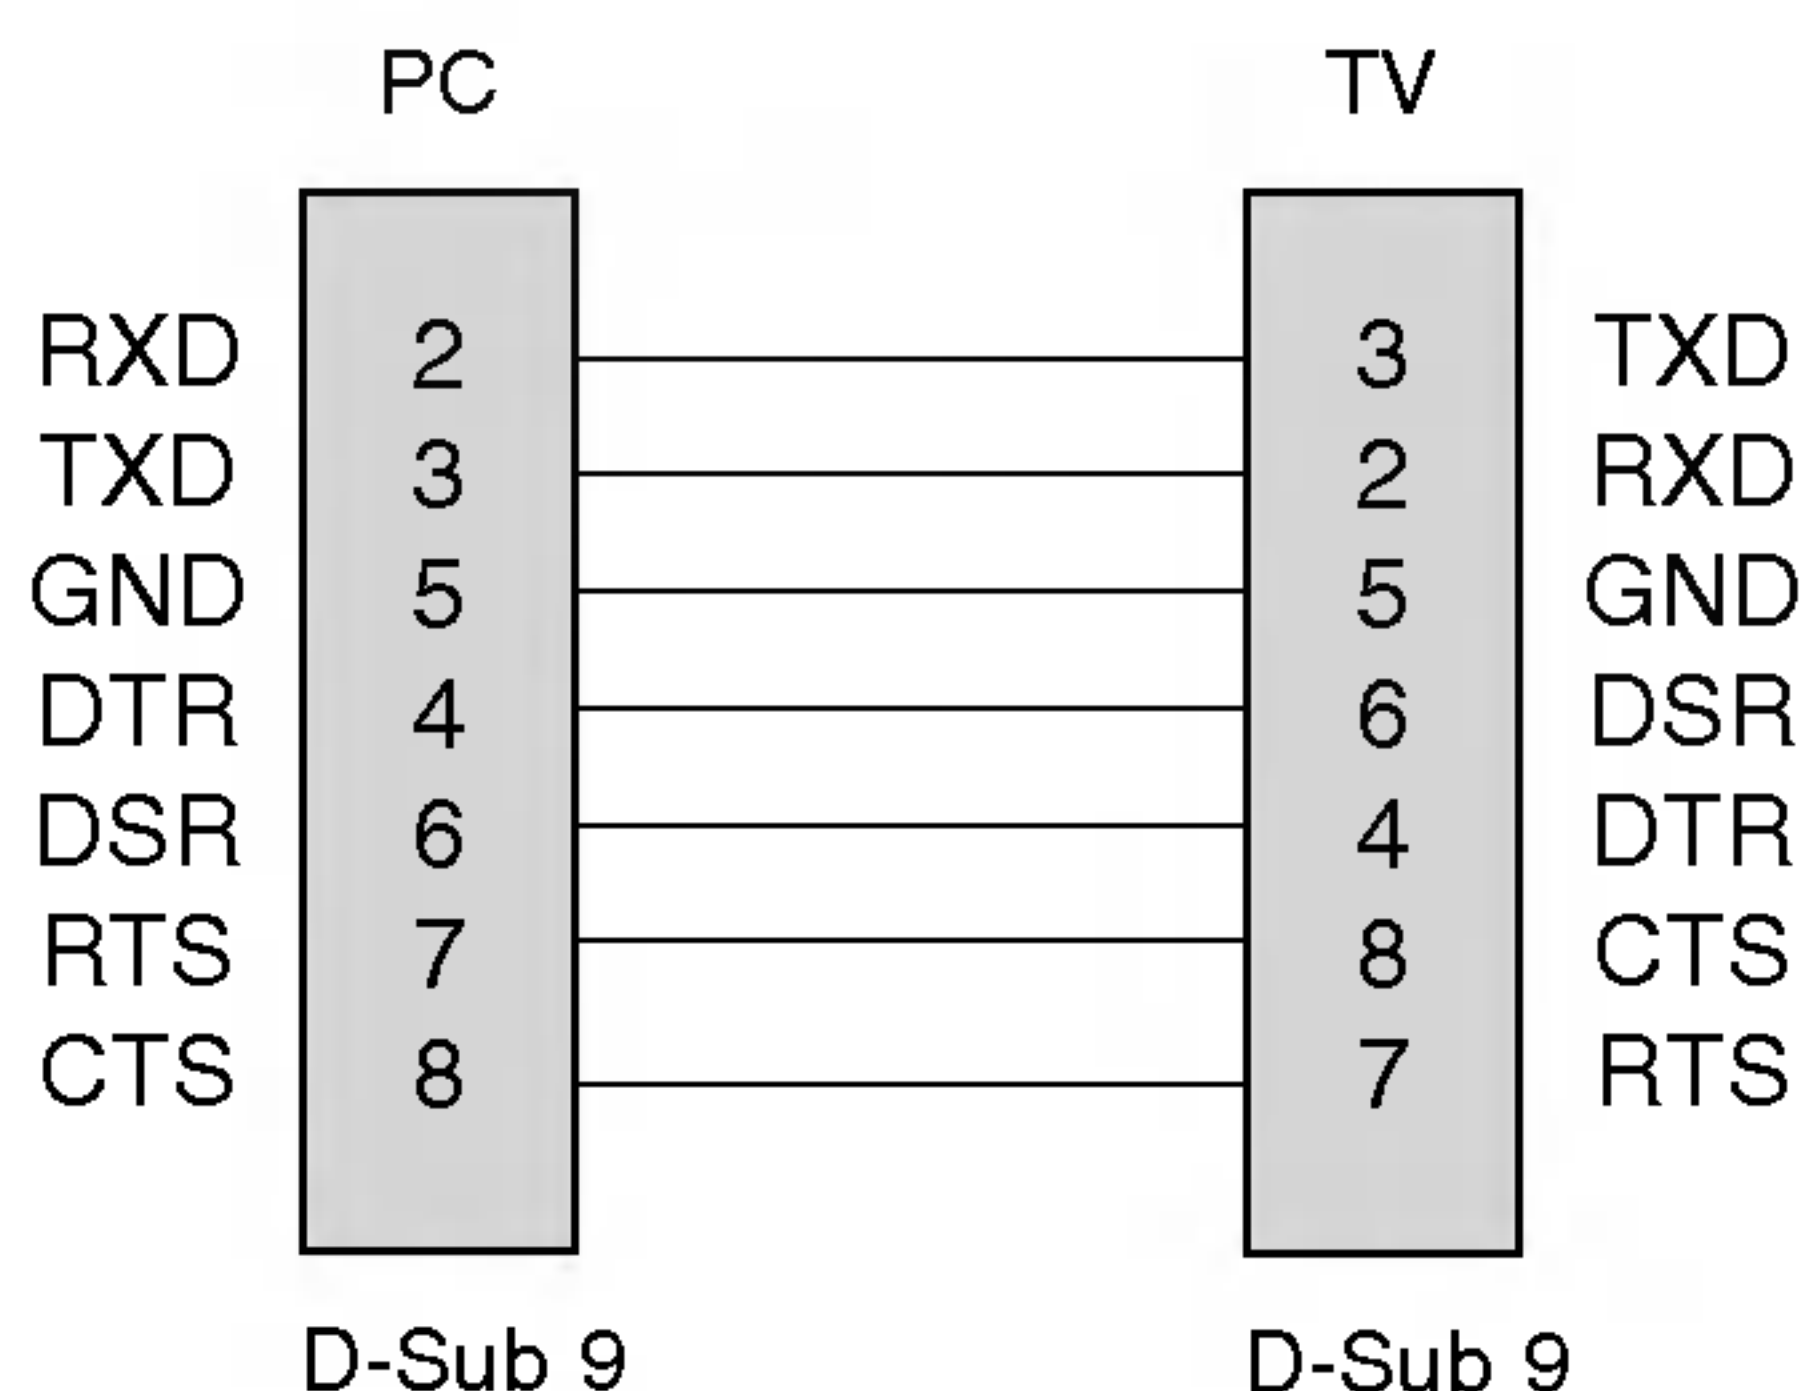 PC TV
RXD 2 3 TXD
TXD 3 2 RXD
GND 5 5 GND
DTR 4 6 DSR
DSR 6 4 DTR
RTS 7 8 CTS
CTS 8 7 RTS
D-Sub 9 D-Sub 9